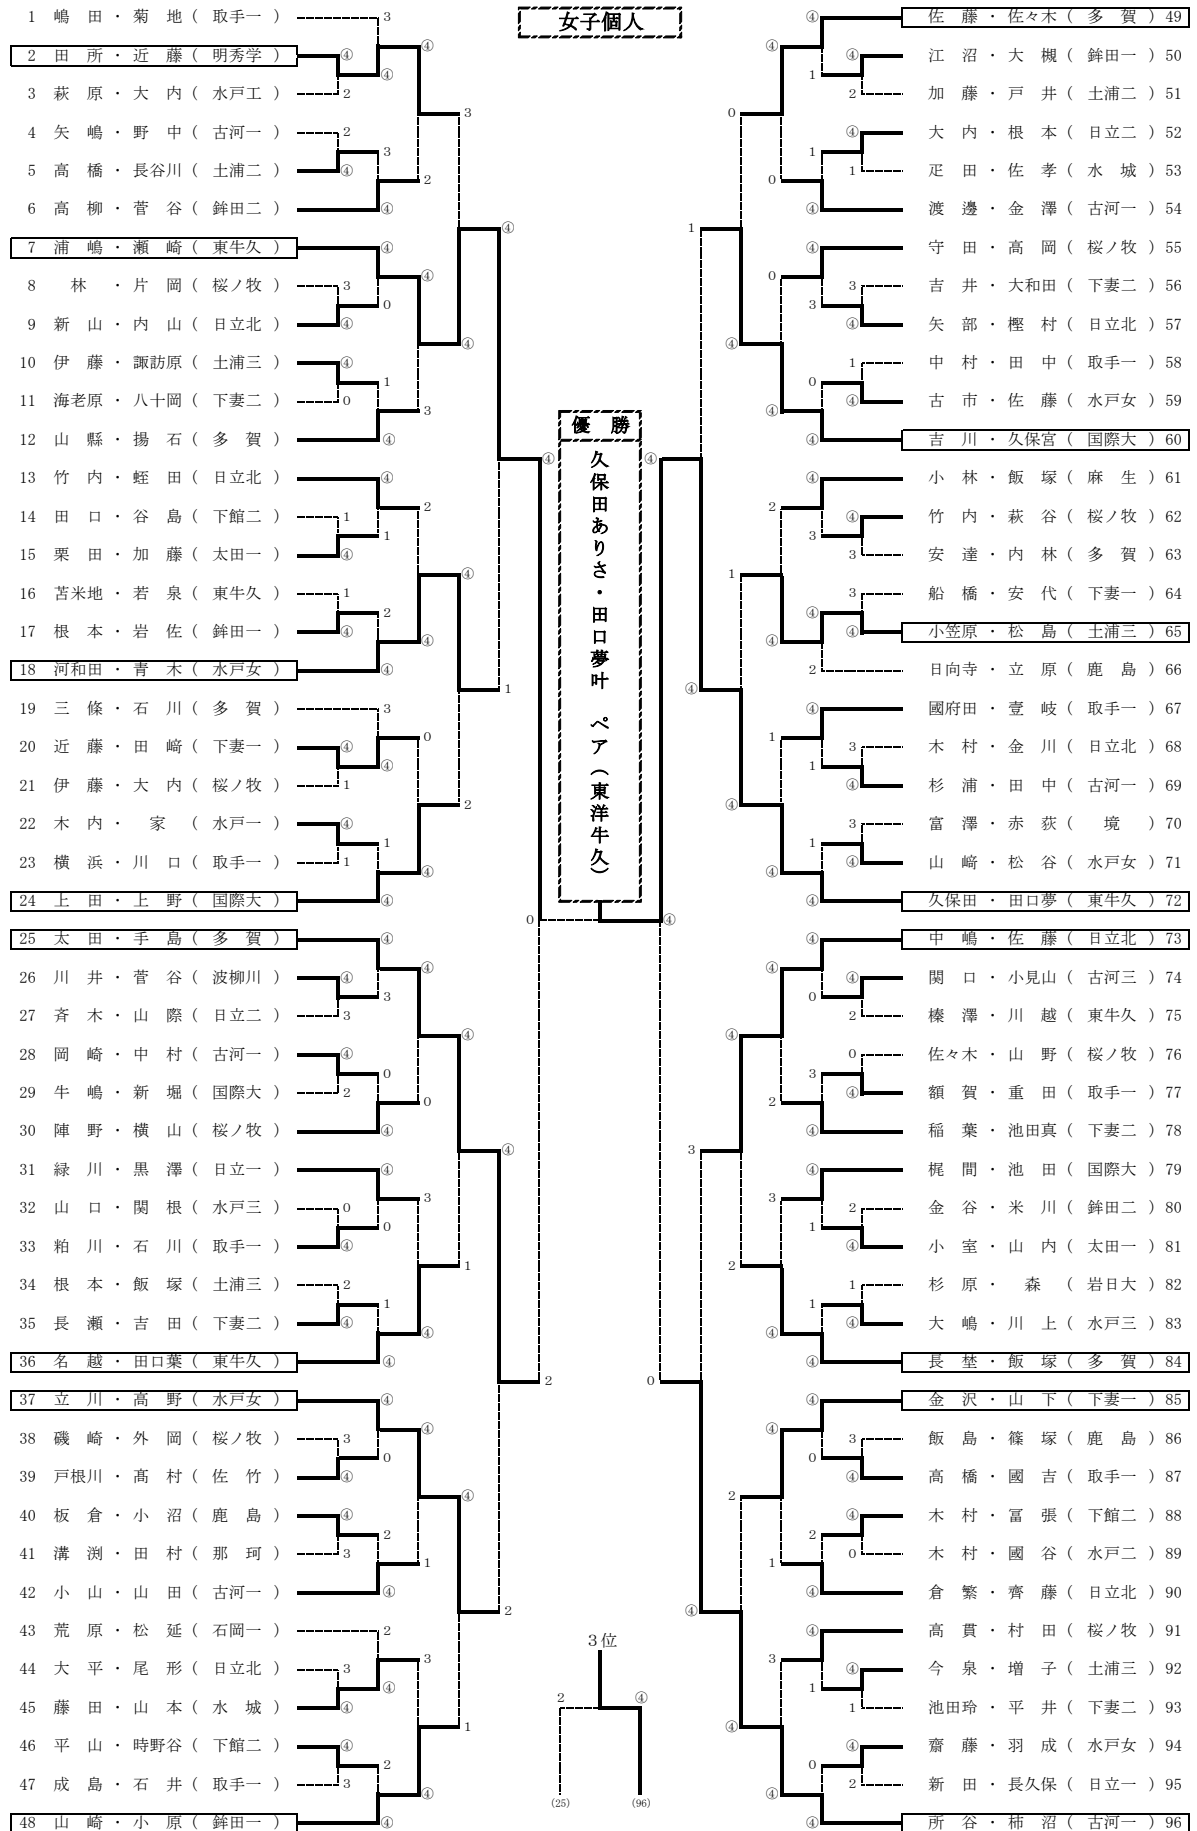 女子個人
1 嶋 田 ・ 菊 地 ( 取手一 )
2 田 所 ・ 近 藤 ( 明秀学 )
3 萩 原 ・ 大 内 ( 水戸工 )
4 矢 嶋 ・ 野 中 ( 古河一 )
5 高 橋 ・ 長谷川 ( 土浦二 )
6 高 柳 ・ 菅 谷 ( 鉾田二 )
7 浦 嶋 ・ 瀬 崎 ( 東牛久 )
8 林 ・ 片 岡 ( 桜ノ牧 )
9 新 山 ・ 内 山 ( 日立北 )
10 伊 藤 ・ 諏訪原 ( 土浦三 )
11 海老原 ・ 八十岡 ( 下妻二 )
12 山 縣 ・ 揚 石 ( 多 賀 )
13 竹 内 ・ 蛭 田 ( 日立北 )
14 田 口 ・ 谷 島 ( 下館二 )
15 栗 田 ・ 加 藤 ( 太田一 )
16 苫米地 ・ 若 泉 ( 東牛久 )
17 根 本 ・ 岩 佐 ( 鉾田一 )
18 河和田 ・ 青 木 ( 水戸女 )
19 三 條 ・ 石 川 ( 多 賀 )
20 近 藤 ・ 田 﨑 ( 下妻一 )
21 伊 藤 ・ 大 内 ( 桜ノ牧 )
22 木 内 ・ 家 ( 水戸一 )
23 横 浜 ・ 川 口 ( 取手一 )
24 上 田 ・ 上 野 ( 国際大 )
25 太 田 ・ 手 島 ( 多 賀 )
26 川 井 ・ 菅 谷 ( 波柳川 )
27 斉 木 ・ 山 際 ( 日立二 )
28 岡 崎 ・ 中 村 ( 古河一 )
29 牛 嶋 ・ 新 堀 ( 国際大 )
30 陣 野 ・ 横 山 ( 桜ノ牧 )
31 緑 川 ・ 黒 澤 ( 日立一 )
32 山 口 ・ 関 根 ( 水戸三 )
33 粕 川 ・ 石 川 ( 取手一 )
34 根 本 ・ 飯 塚 ( 土浦三 )
35 長 瀬 ・ 吉 田 ( 下妻二 )
36 名 越 ・ 田口葉 ( 東牛久 )
37 立 川 ・ 高 野 ( 水戸女 )
38 磯 崎 ・ 外 岡 ( 桜ノ牧 )
39 戸根川 ・ 髙 村 ( 佐 竹 )
40 板 倉 ・ 小 沼 ( 鹿 島 )
41 溝 渕 ・ 田 村 ( 那 珂 )
42 小 山 ・ 山 田 ( 古河一 )
43 荒 原 ・ 松 延 ( 石岡一 )
44 大 平 ・ 尾 形 ( 日立北 )
45 藤 田 ・ 山 本 ( 水 城 )
46 平 山 ・ 時野谷 ( 下館二 )
47 成 島 ・ 石 井 ( 取手一 )
48 山 崎 ・ 小 原 ( 鉾田一 )
優 勝
久保田ありさ・田口夢叶 ペア（東洋牛久）
3位
2 ④
(25) (96)
佐 藤 ・ 佐々木 ( 多 賀 ) 49
江 沼 ・ 大 槻 ( 鉾田一 ) 50
加 藤 ・ 戸 井 ( 土浦二 ) 51
大 内 ・ 根 本 ( 日立二 ) 52
疋 田 ・ 佐 孝 ( 水 城 ) 53
渡 邊 ・ 金 澤 ( 古河一 ) 54
守 田 ・ 高 岡 ( 桜ノ牧 ) 55
吉 井 ・ 大和田 ( 下妻二 ) 56
矢 部 ・ 樫 村 ( 日立北 ) 57
中 村 ・ 田 中 ( 取手一 ) 58
古 市 ・ 佐 藤 ( 水戸女 ) 59
吉 川 ・ 久保宮 ( 国際大 ) 60
小 林 ・ 飯 塚 ( 麻 生 ) 61
竹 内 ・ 萩 谷 ( 桜ノ牧 ) 62
安 達 ・ 内 林 ( 多 賀 ) 63
船 橋 ・ 安 代 ( 下妻一 ) 64
小笠原 ・ 松 島 ( 土浦三 ) 65
日向寺 ・ 立 原 ( 鹿 島 ) 66
國府田 ・ 壹 岐 ( 取手一 ) 67
木 村 ・ 金 川 ( 日立北 ) 68
杉 浦 ・ 田 中 ( 古河一 ) 69
富 澤 ・ 赤 荻 ( 境 ) 70
山 﨑 ・ 松 谷 ( 水戸女 ) 71
久保田 ・ 田口夢 ( 東牛久 ) 72
中 嶋 ・ 佐 藤 ( 日立北 ) 73
関 口 ・ 小見山 ( 古河三 ) 74
榛 澤 ・ 川 越 ( 東牛久 ) 75
佐々木 ・ 山 野 ( 桜ノ牧 ) 76
額 賀 ・ 重 田 ( 取手一 ) 77
稲 葉 ・ 池田真 ( 下妻二 ) 78
梶 間 ・ 池 田 ( 国際大 ) 79
金 谷 ・ 米 川 ( 鉾田二 ) 80
小 室 ・ 山 内 ( 太田一 ) 81
杉 原 ・ 森 ( 岩日大 ) 82
大 嶋 ・ 川 上 ( 水戸三 ) 83
長 埜 ・ 飯 塚 ( 多 賀 ) 84
金 沢 ・ 山 下 ( 下妻一 ) 85
飯 島 ・ 篠 塚 ( 鹿 島 ) 86
高 橋 ・ 國 吉 ( 取手一 ) 87
木 村 ・ 冨 張 ( 下館二 ) 88
木 村 ・ 國 谷 ( 水戸二 ) 89
倉 繁 ・ 齊 藤 ( 日立北 ) 90
高 貫 ・ 村 田 ( 桜ノ牧 ) 91
今 泉 ・ 増 子 ( 土浦三 ) 92
池田玲 ・ 平 井 ( 下妻二 ) 93
齋 藤 ・ 羽 成 ( 水戸女 ) 94
新 田 ・ 長久保 ( 日立一 ) 95
所 谷 ・ 柿 沼 ( 古河一 ) 96